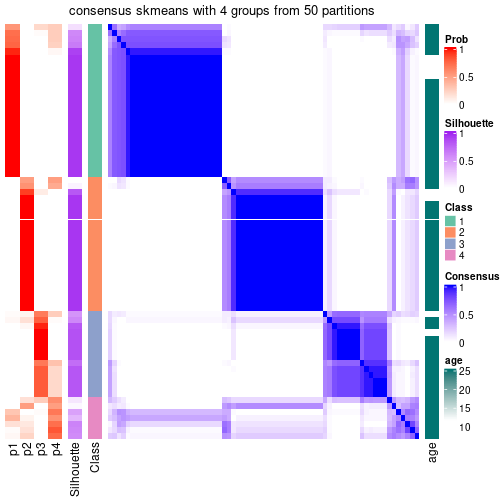 consensus skmeans with 4 groups from 50 partitions
Prob
1
0.5
0
Silhouette
1
0.5
0
Class
1
2
3
4
Consensus
1
0.5
0
age
25
20
15
10
p1
p2
p3
p4
Silhouette
Class
age